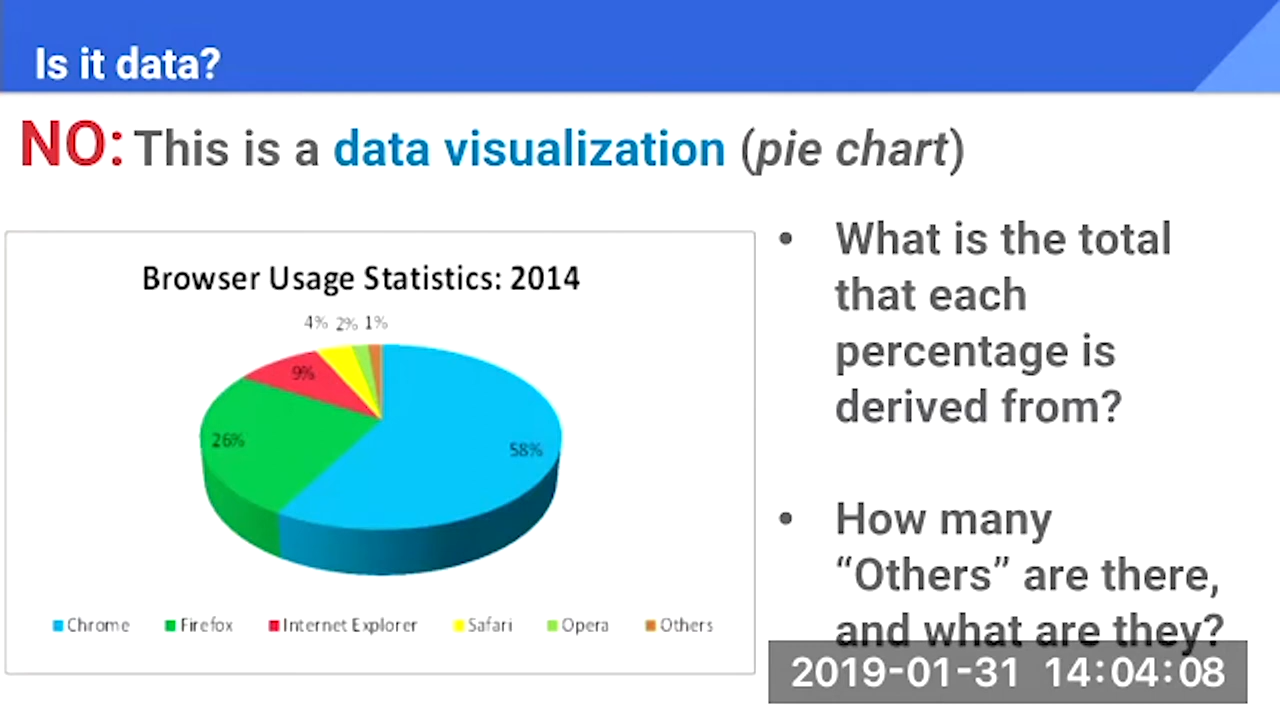 Is it data?
NO: This is a data visualization (pie chart)
Browser Usage Statistics: 2014
4% 2% 1%
9%
26%
58%
Chrome Firefox Internet Explorer Safari Opera Others
• What is the total
that each
percentage is
derived from?
• How many
“Others” are there,
and what are they?
2019-01-31 14:04:08